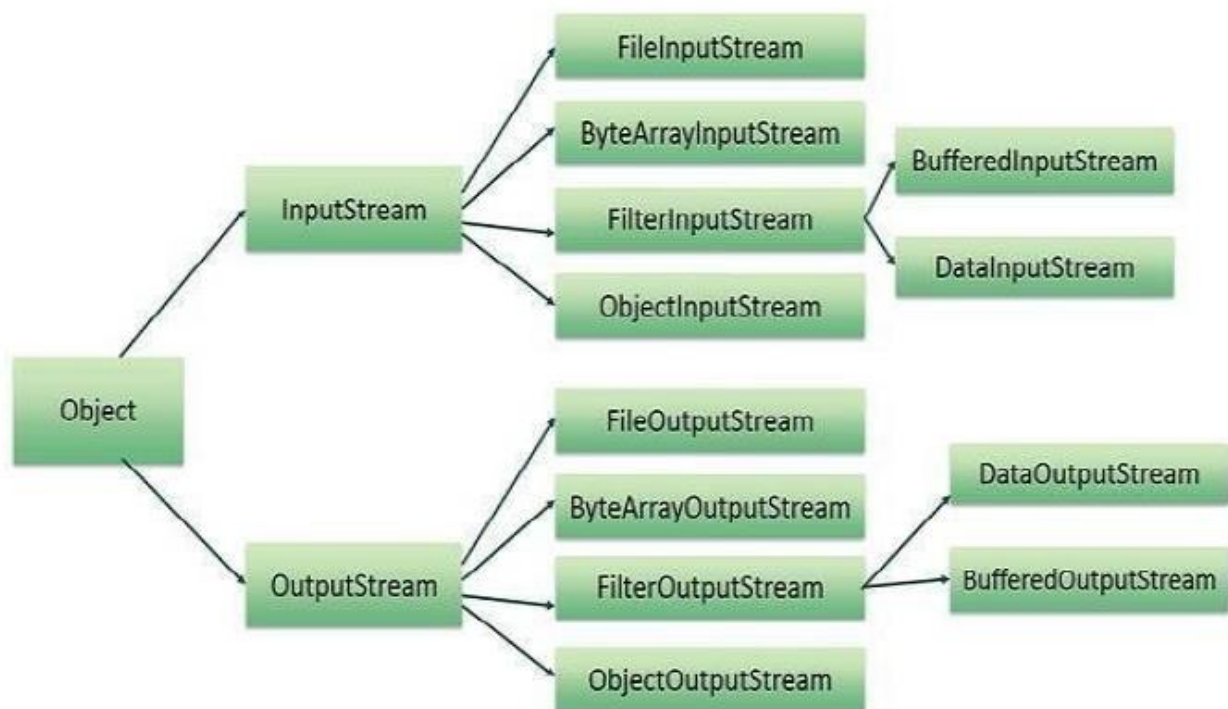 FileInputStream
ByteArrayInputStream
BufferedInputStream
InputStream
FilterInputStream
DataInputStream
ObjectInputStream
Object
FileOutputStream
DataOutputStream
ByteArrayOutputStream
OutputStream
FilterOutputStream
BufferedOutputStream
ObjectOutputStream